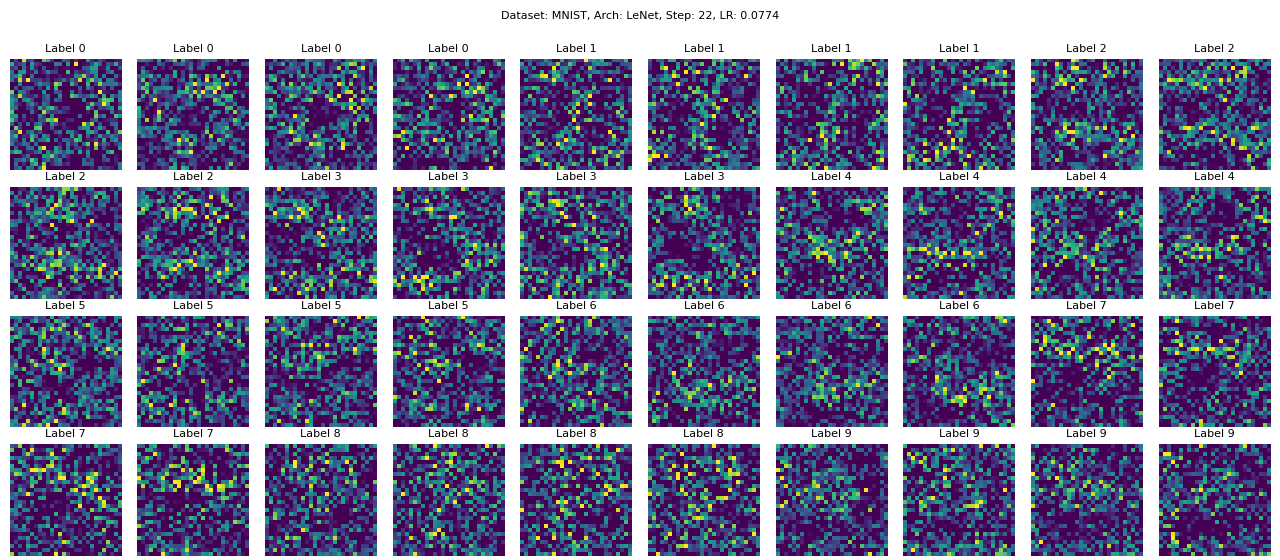 Dataset: MNIST, Arch: LeNet, Step: 22, LR: 0.0774
Label 0 Label 0 Label 0 Label 0 Label 1 Label 1 Label 1 Label 1 Label 2 Label 2
Label 2 Label 2 Label 3 Label 3 Label 3 Label 3 Label 4 Label 4 Label 4 Label 4
Label 5 Label 5 Label 5 Label 5 Label 6 Label 6 Label 6 Label 6 Label 7 Label 7
Label 7 Label 7 Label 8 Label 8 Label 8 Label 8 Label 9 Label 9 Label 9 Label 9